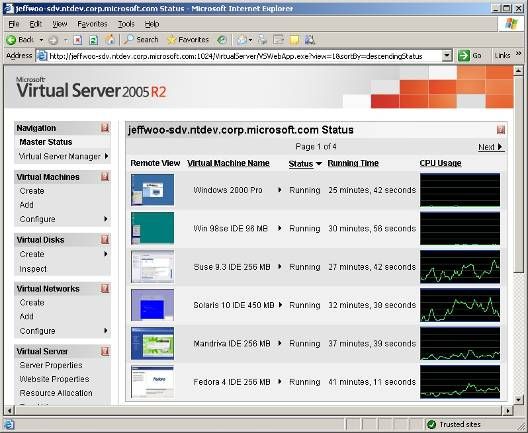 jeffwoo-sdv.ntdev.corp.microsoft.com Status - Microsoft Internet Explorer
File Edit View Favorites Tools Help
Back Search Favorites
Address http://jeffwoo-sdv.ntdev.corp.microsoft.com:1024/VirtualServer/VSWebApp.exe?view=1&sortBy=descendingStatus Go Links
Microsoft
Virtual Server 2005 R2
Navigation
Master Status
Virtual Server Manager
Virtual Machines
Create
Add
Configure
Virtual Disks
Create
Inspect
Virtual Networks
Create
Add
Configure
Virtual Server
Server Properties
Website Properties
Resource Allocation
jeffwoo-sdv.ntdev.corp.microsoft.com Status
Page 1 of 4 Next
Remote View Virtual Machine Name Status Running Time CPU Usage
Windows 2000 Pro Running 25 minutes, 42 seconds
Win 98se IDE 96 MB Running 30 minutes, 56 seconds
Suse 9.3 IDE 256 MB Running 27 minutes, 42 seconds
Solaris 10 IDE 450 MB Running 32 minutes, 38 seconds
Mandriva IDE 256 MB Running 37 minutes, 39 seconds
Fedora 4 IDE 256 MB Running 41 minutes, 11 seconds
Trusted sites